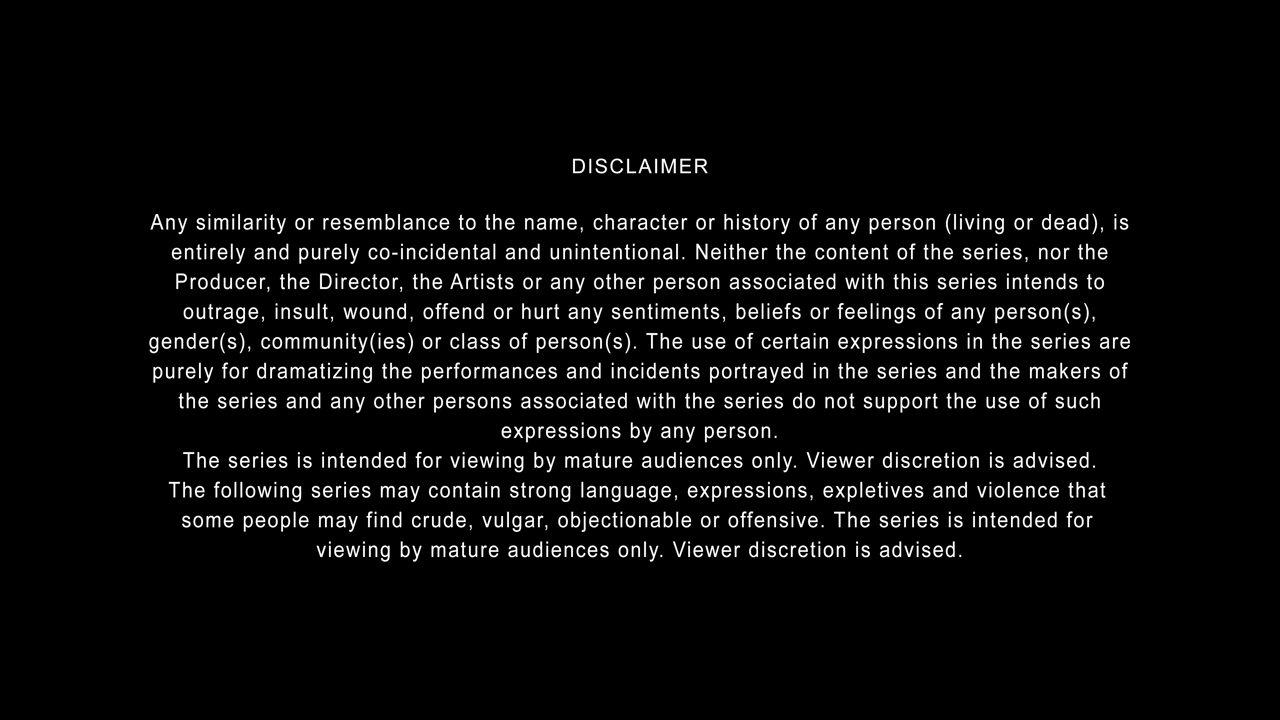 DISCLAIMER
Any similarity or resemblance to the name, character or history of any person (living or dead), is
entirely and purely co-incidental and unintentional. Neither the content of the series, nor the
Producer, the Director, the Artists or any other person associated with this series intends to
outrage, insult, wound, offend or hurt any sentiments, beliefs or feelings of any person(s),
gender(s), community(ies) or class of person(s). The use of certain expressions in the series are
purely for dramatizing the performances and incidents portrayed in the series and the makers of
the series and any other persons associated with the series do not support the use of such
expressions by any person.
The series is intended for viewing by mature audiences only. Viewer discretion is advised.
The following series may contain strong language, expressions, expletives and violence that
some people may find crude, vulgar, objectionable or offensive. The series is intended for
viewing by mature audiences only. Viewer discretion is advised.